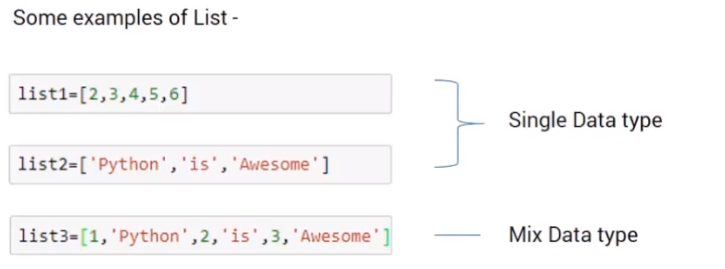 Some examples of List -
list1=[2,3,4,5,6]
Single Data type
list2=['Python','is','Awesome']
list3=[1,'Python',2,'is',3,'Awesome']
Mix Data type